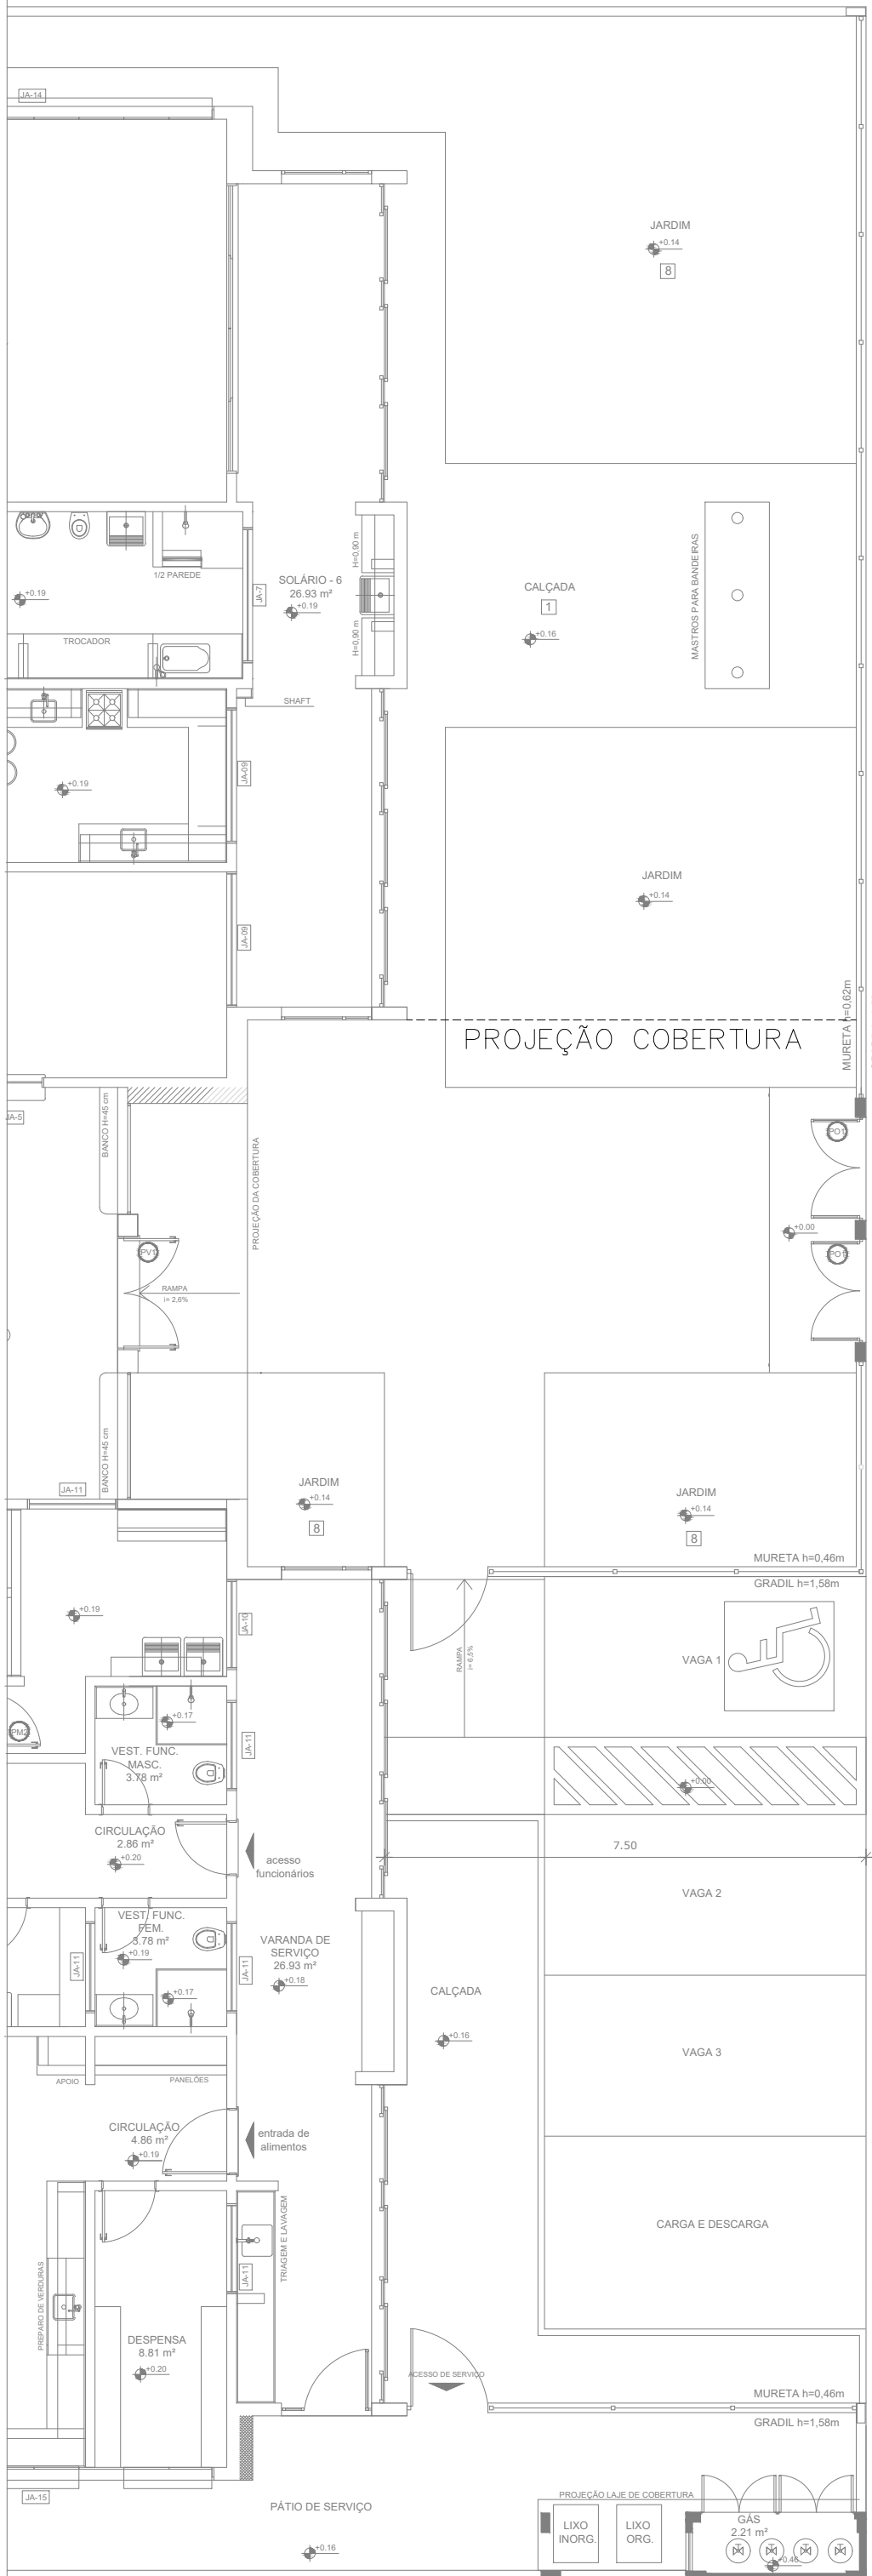 JA-14
JARDIM
+0.14
8
+0.19
1/2 PAREDE
TROCADOR
JA-7
SOLÁRIO - 6
26.93 m²
+0.19
H=0,90 m
H=0,90 m
CALÇADA
1
+0.16
MASTROS PARA BANDEIRAS
SHAFT
+0.19
JA-09
JARDIM
+0.14
JA-09
MURETA h=0,62m
PROJEÇÃO COBERTURA
JA-5
BANCO H=45 cm
PROJEÇÃO DA COBERTURA
PO1
+0.00
PO1
PV1
RAMPA
i= 2,6%
BANCO H=45 cm
JA-11
JARDIM
+0.14
8
JARDIM
+0.14
8
MURETA h=0,46m
GRADIL h=1,58m
+0.19
JA-10
RAMPA
i= 6,5%
VAGA 1
PM2
+0.17
VEST. FUNC.
MASC.
3.78 m²
JA-11
+0.00
CIRCULAÇÃO
2.86 m²
+0.20
acesso
funcionários
7.50
VAGA 2
VEST. FUNC.
FEM.
3.78 m²
+0.19
JA-11
+0.17
JA-11
VARANDA DE
SERVIÇO
26.93 m²
+0.18
CALÇADA
+0.16
VAGA 3
APOIO
PANELÕES
CIRCULAÇÃO
4.86 m²
+0.19
entrada de
alimentos
CARGA E DESCARGA
TRIAGEM E LAVAGEM
JA-11
PREPARO DE VERDURAS
DESPENSA
8.81 m²
+0.20
ACESSO DE SERVIÇO
MURETA h=0,46m
GRADIL h=1,58m
JA-15
PÁTIO DE SERVIÇO
+0.16
PROJEÇÃO LAJE DE COBERTURA
LIXO
INORG.
LIXO
ORG.
GÁS
2.21 m²
+0.46